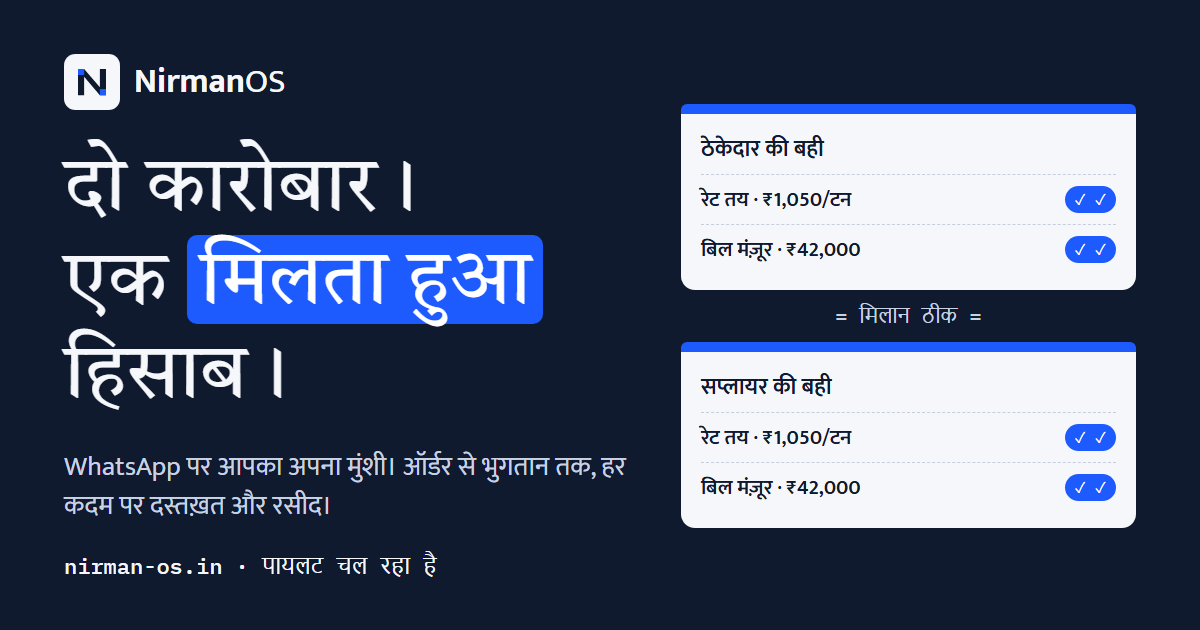 NirmanOS
दो कारोबार।
एक मिलता हुआ
हिसाब।
WhatsApp पर आपका अपना मुंशी। ऑर्डर से भुगतान तक, हर
कदम पर दस्तख़त और रसीद।
nirman-os.in · पायलट चल रहा है
ठेकेदार की बही
रेट तय · ₹1,050/टन ✓ ✓
बिल मंज़ूर · ₹42,000 ✓ ✓
= मिलान ठीक =
सप्लायर की बही
रेट तय · ₹1,050/टन ✓ ✓
बिल मंज़ूर · ₹42,000 ✓ ✓